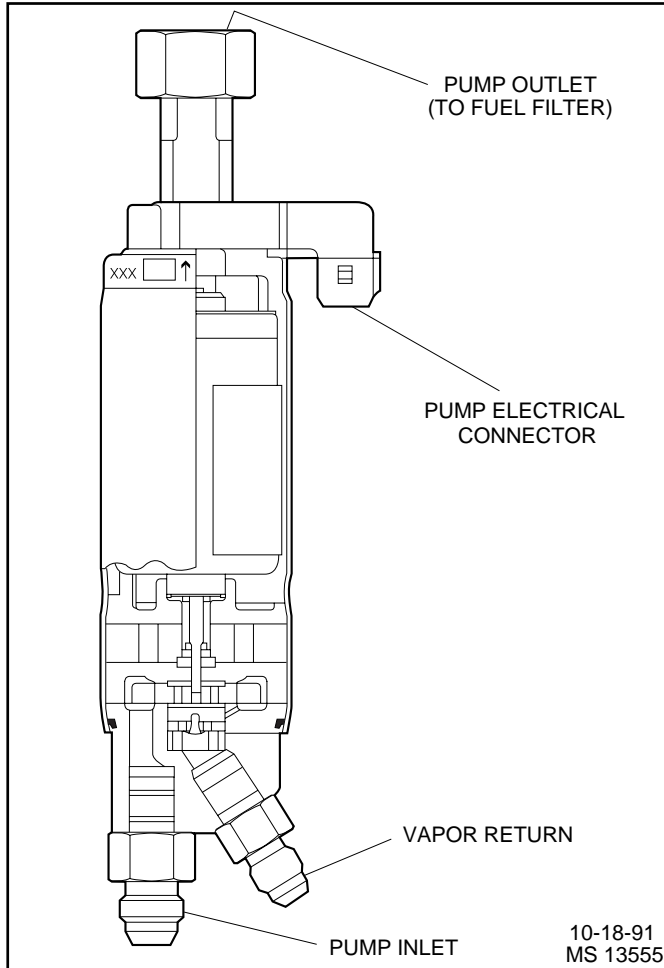 PUMP OUTLET
(TO FUEL FILTER)
XXX
PUMP ELECTRICAL
CONNECTOR
VAPOR RETURN
PUMP INLET
10-18-91
MS 13555